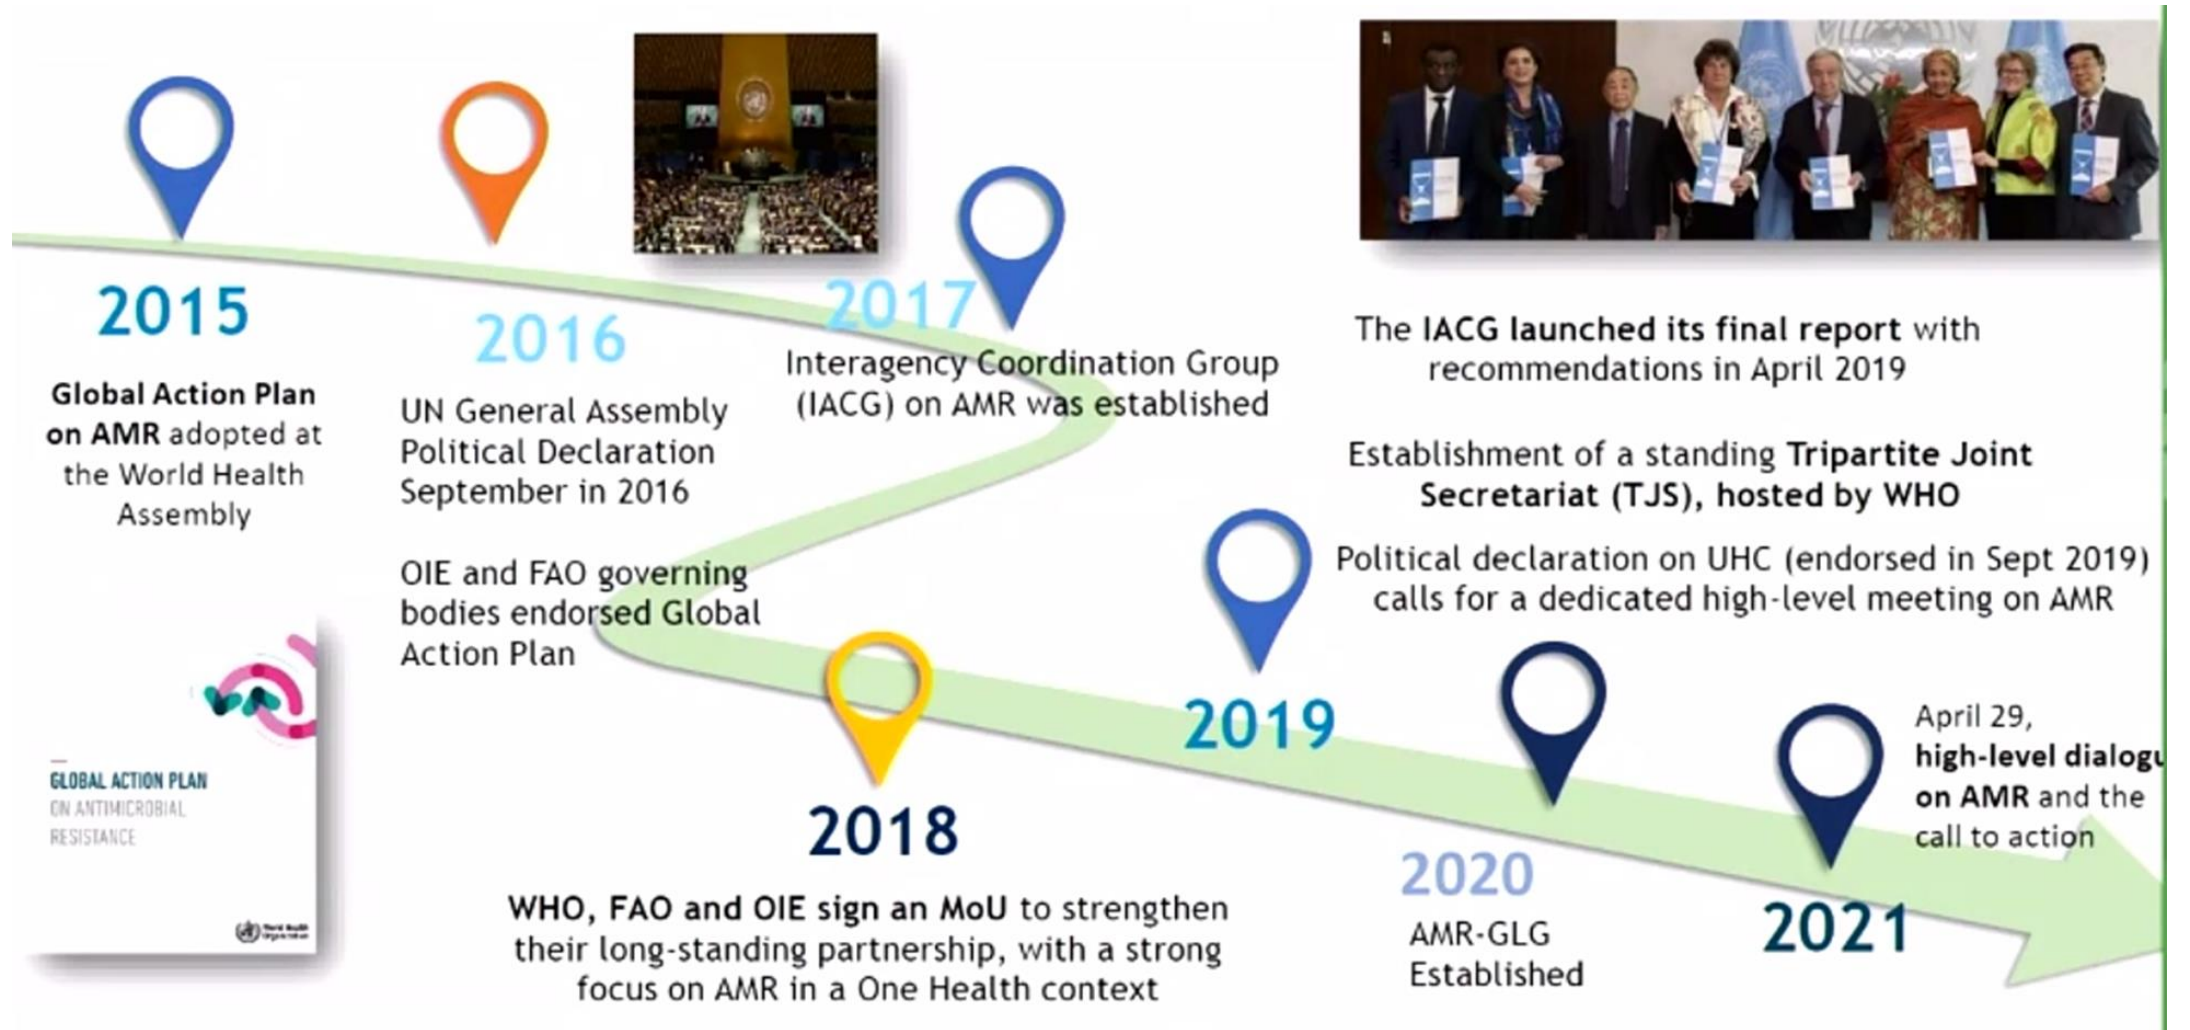 2015
Global Action Plan
on AMR adopted at
the World Health
Assembly
GLOBAL ACTION PLAN
ON ANTIMICROBIAL
RESISTANCE
World Health
Organization
2016
UN General Assembly
Political Declaration
September in 2016
OIE and FAO governing
bodies endorsed Global
Action Plan
2017
Interagency Coordination Group
(IACG) on AMR was established
2018
WHO, FAO and OIE sign an MoU to strengthen
their long-standing partnership, with a strong
focus on AMR in a One Health context
2019
The IACG launched its final report with
recommendations in April 2019
Establishment of a standing Tripartite Joint
Secretariat (TJS), hosted by WHO
Political declaration on UHC (endorsed in Sept 2019)
calls for a dedicated high-level meeting on AMR
2020
AMR-GLG
Established
2021
April 29,
high-level dialogu
on AMR and the
call to action